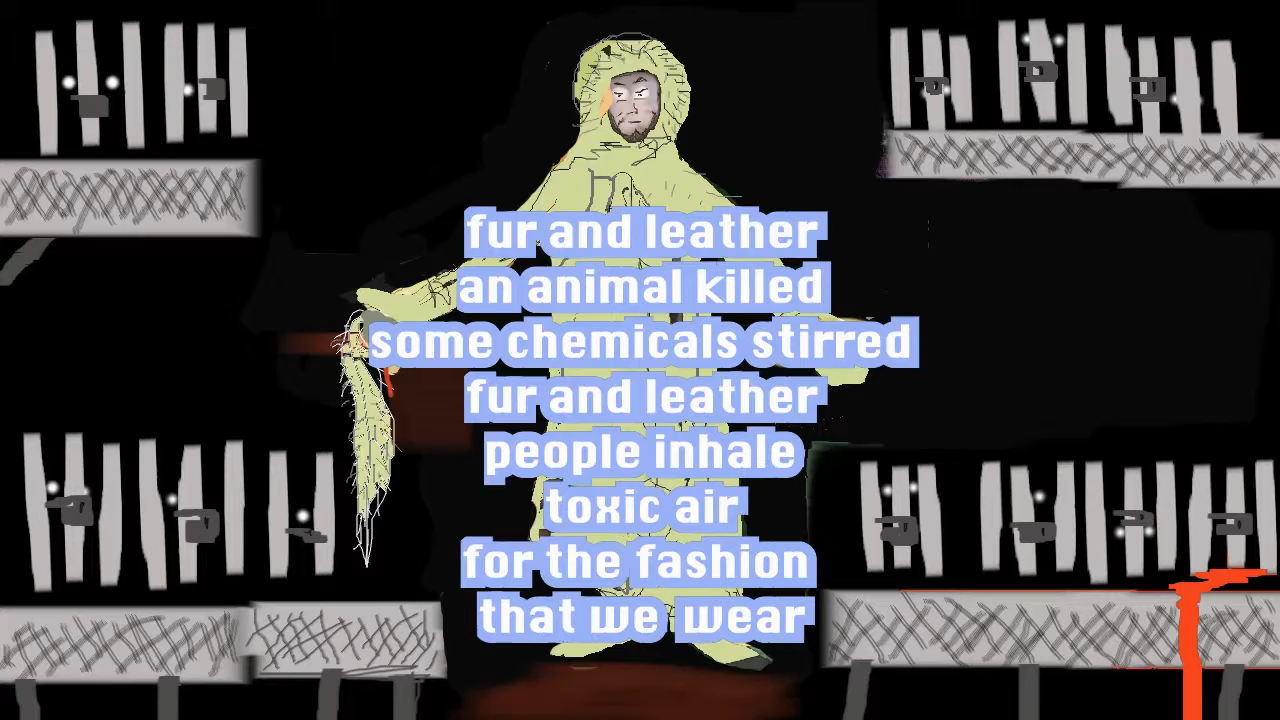 fur and leather
an animal killed
some chemicals stirred
fur and leather
people inhale
toxic air
for the fashion
that we wear